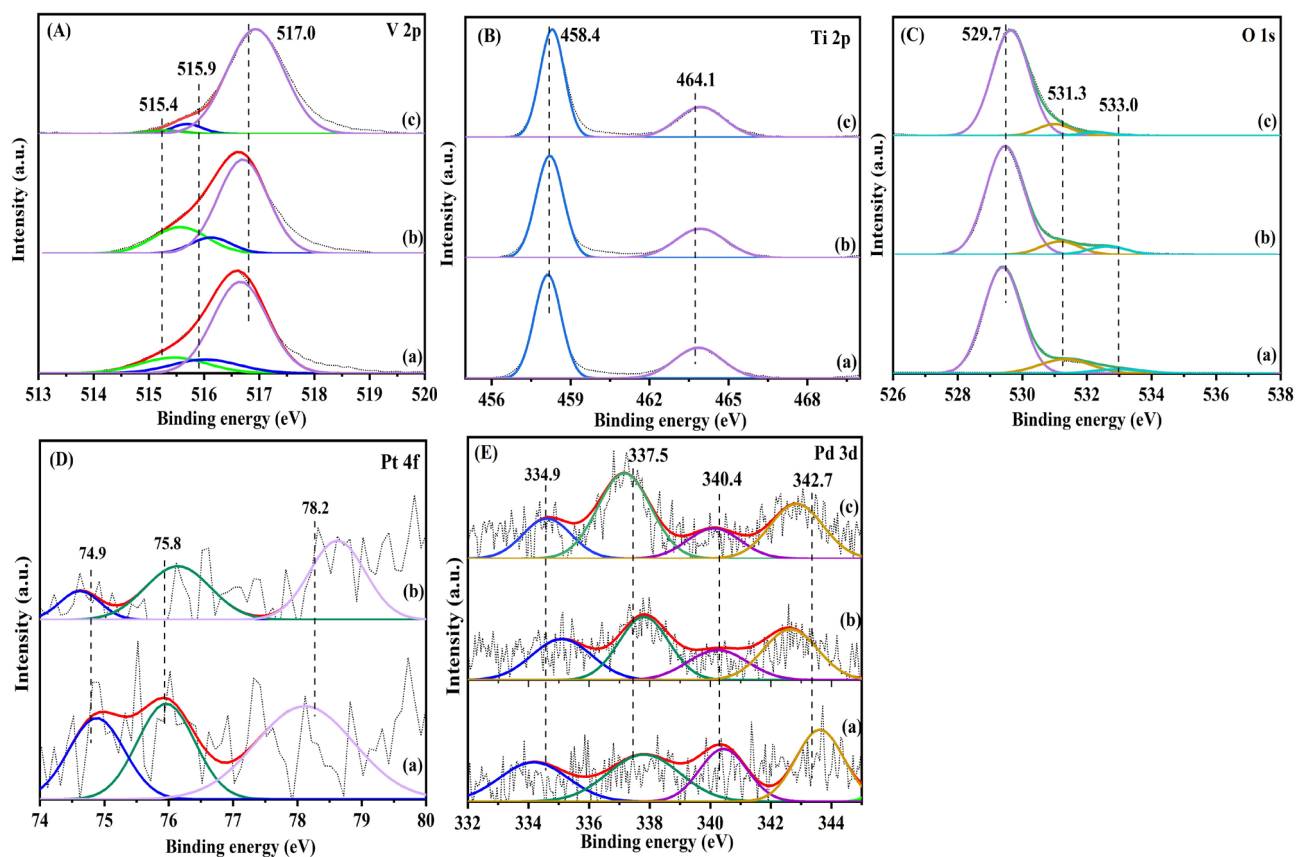 (A)
V 2p
517.0
515.9
515.4
(c)
(b)
(a)
Intensity (a.u.)
513 514 515 516 517 518 519 520
Binding energy (eV)
(B)
Ti 2p
458.4
464.1
(c)
(b)
(a)
Intensity (a.u.)
456 459 462 465 468
Binding energy (eV)
(C)
O 1s
529.7
531.3
533.0
(c)
(b)
(a)
Intensity (a.u.)
526 528 530 532 534 536 538
Binding energy (eV)
(D)
Pt 4f
78.2
74.9
75.8
(b)
(a)
Intensity (a.u.)
74 75 76 77 78 79 80
Binding energy (eV)
(E)
Pd 3d
337.5
334.9
340.4
342.7
(c)
(b)
(a)
Intensity (a.u.)
332 334 336 338 340 342 344
Binding energy (eV)